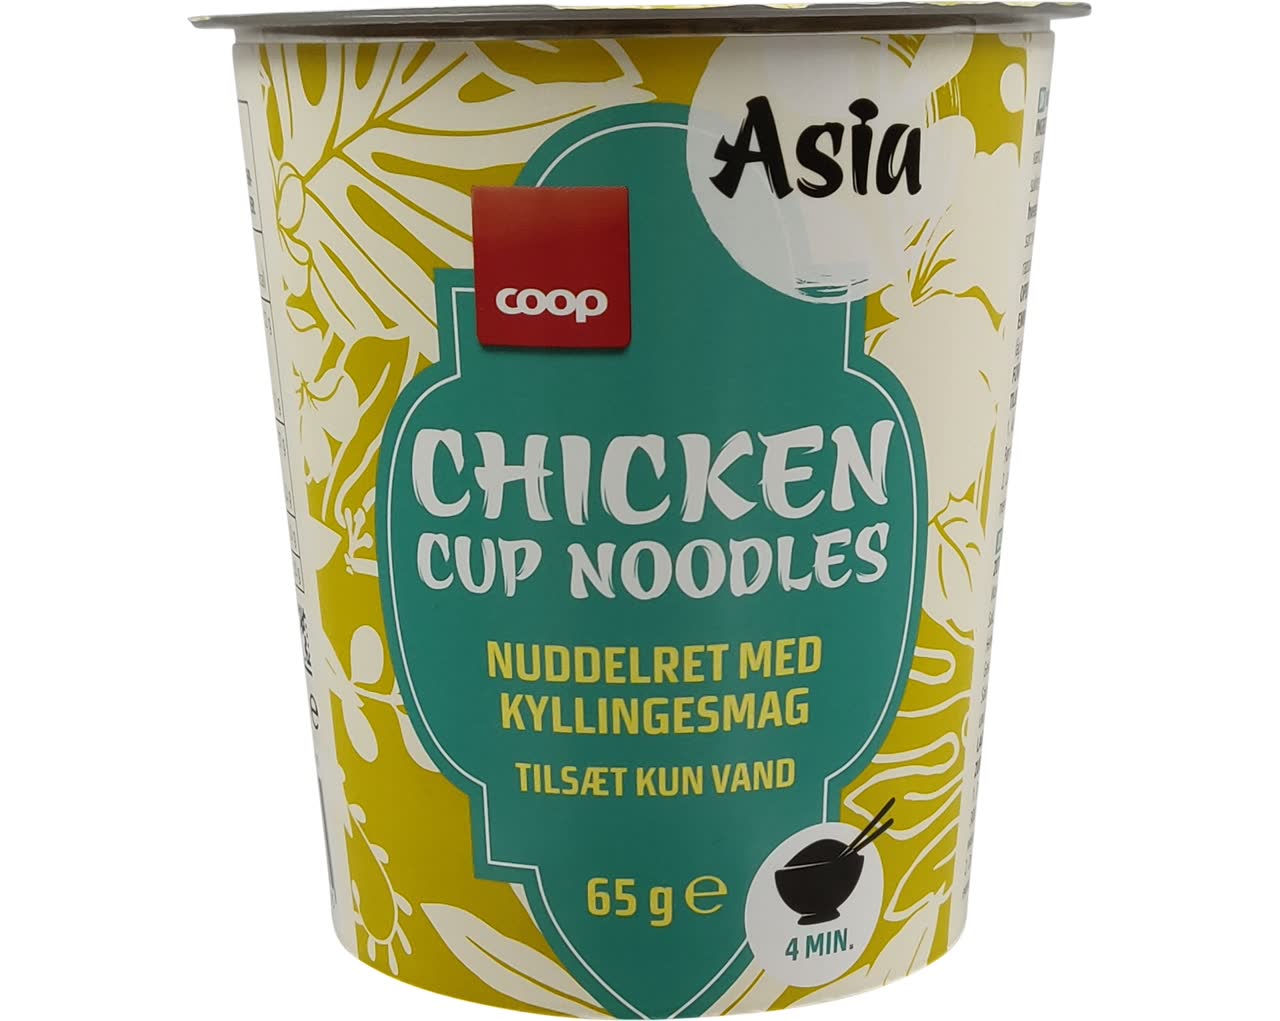 Asia
coop
CHICKEN
CUP NOODLES
NUDDELRET MED
KYLLINGESMAG
TILSÆT KUN VAND
65 g e
4 MIN.